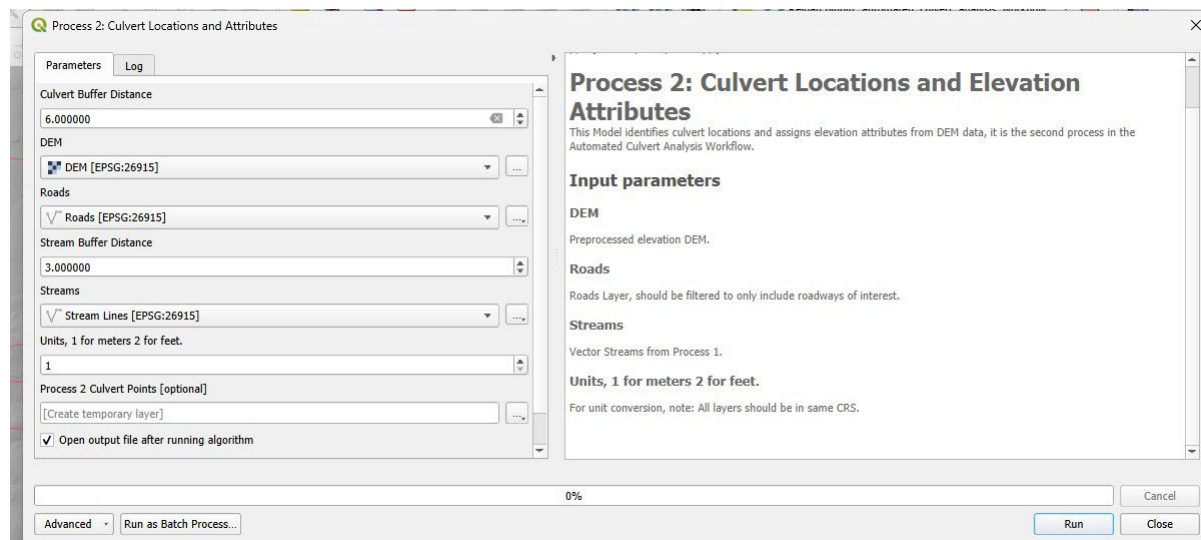 Process 2: Culvert Locations and Attributes
Parameters
Log
Culvert Buffer Distance
6.000000
DEM
DEM [EPSG:26915]
...
Roads
Roads [EPSG:26915]
...
Stream Buffer Distance
3.000000
Streams
Stream Lines [EPSG:26915]
...
Units, 1 for meters 2 for feet.
1
Process 2 Culvert Points [optional]
[Create temporary layer]
...
Open output file after running algorithm
Process 2: Culvert Locations and Elevation
Attributes
This Model identifies culvert locations and assigns elevation attributes from DEM data, it is the second process in the
Automated Culvert Analysis Workflow.
Input parameters
DEM
Preprocessed elevation DEM.
Roads
Roads Layer, should be filtered to only include roadways of interest.
Streams
Vector Streams from Process 1.
Units, 1 for meters 2 for feet.
For unit conversion, note: All layers should be in same CRS.
0%
Cancel
Advanced
Run as Batch Process...
Run
Close